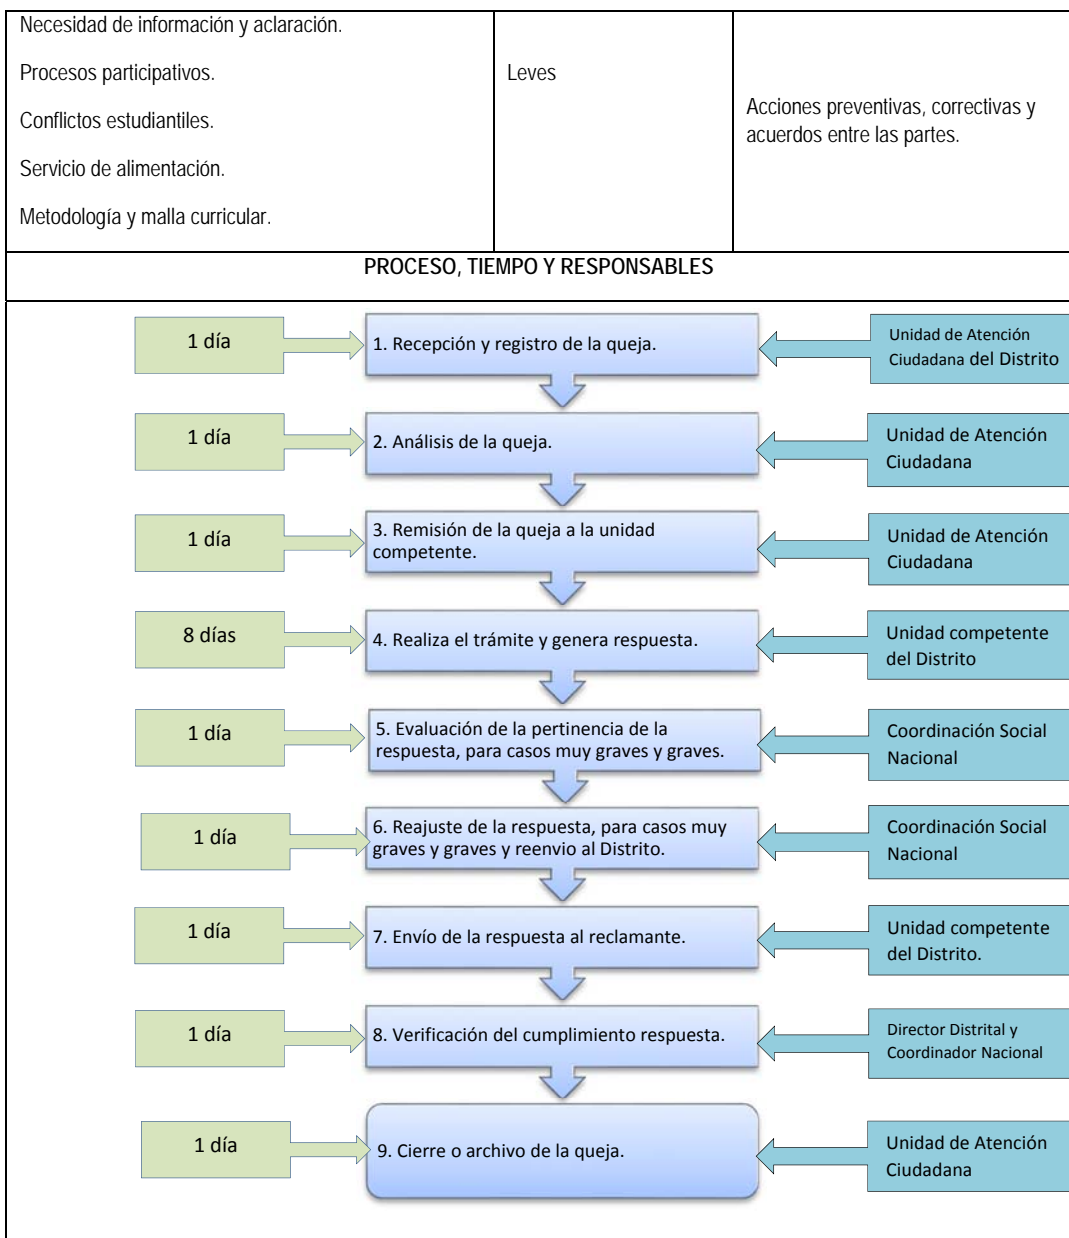 Necesidad de información y aclaración.
Procesos participativos.
Conflictos estudiantiles.
Servicio de alimentación.
Metodología y malla curricular.
Leves
Acciones preventivas, correctivas y
acuerdos entre las partes.
PROCESO, TIEMPO Y RESPONSABLES
1 día
1. Recepción y registro de la queja.
Unidad de Atención
Ciudadana del Distrito
1 día
2. Análisis de la queja.
Unidad de Atención
Ciudadana
1 día
3. Remisión de la queja a la unidad
competente.
Unidad de Atención
Ciudadana
8 días
4. Realiza el trámite y genera respuesta.
Unidad competente
del Distrito
1 día
5. Evaluación de la pertinencia de la
respuesta, para casos muy graves y graves.
Coordinación Social
Nacional
1 día
6. Reajuste de la respuesta, para casos muy
graves y graves y reenvio al Distrito.
Coordinación Social
Nacional
1 día
7. Envío de la respuesta al reclamante.
Unidad competente
del Distrito.
1 día
8. Verificación del cumplimiento respuesta.
Director Distrital y
Coordinador Nacional
1 día
9. Cierre o archivo de la queja.
Unidad de Atención
Ciudadana